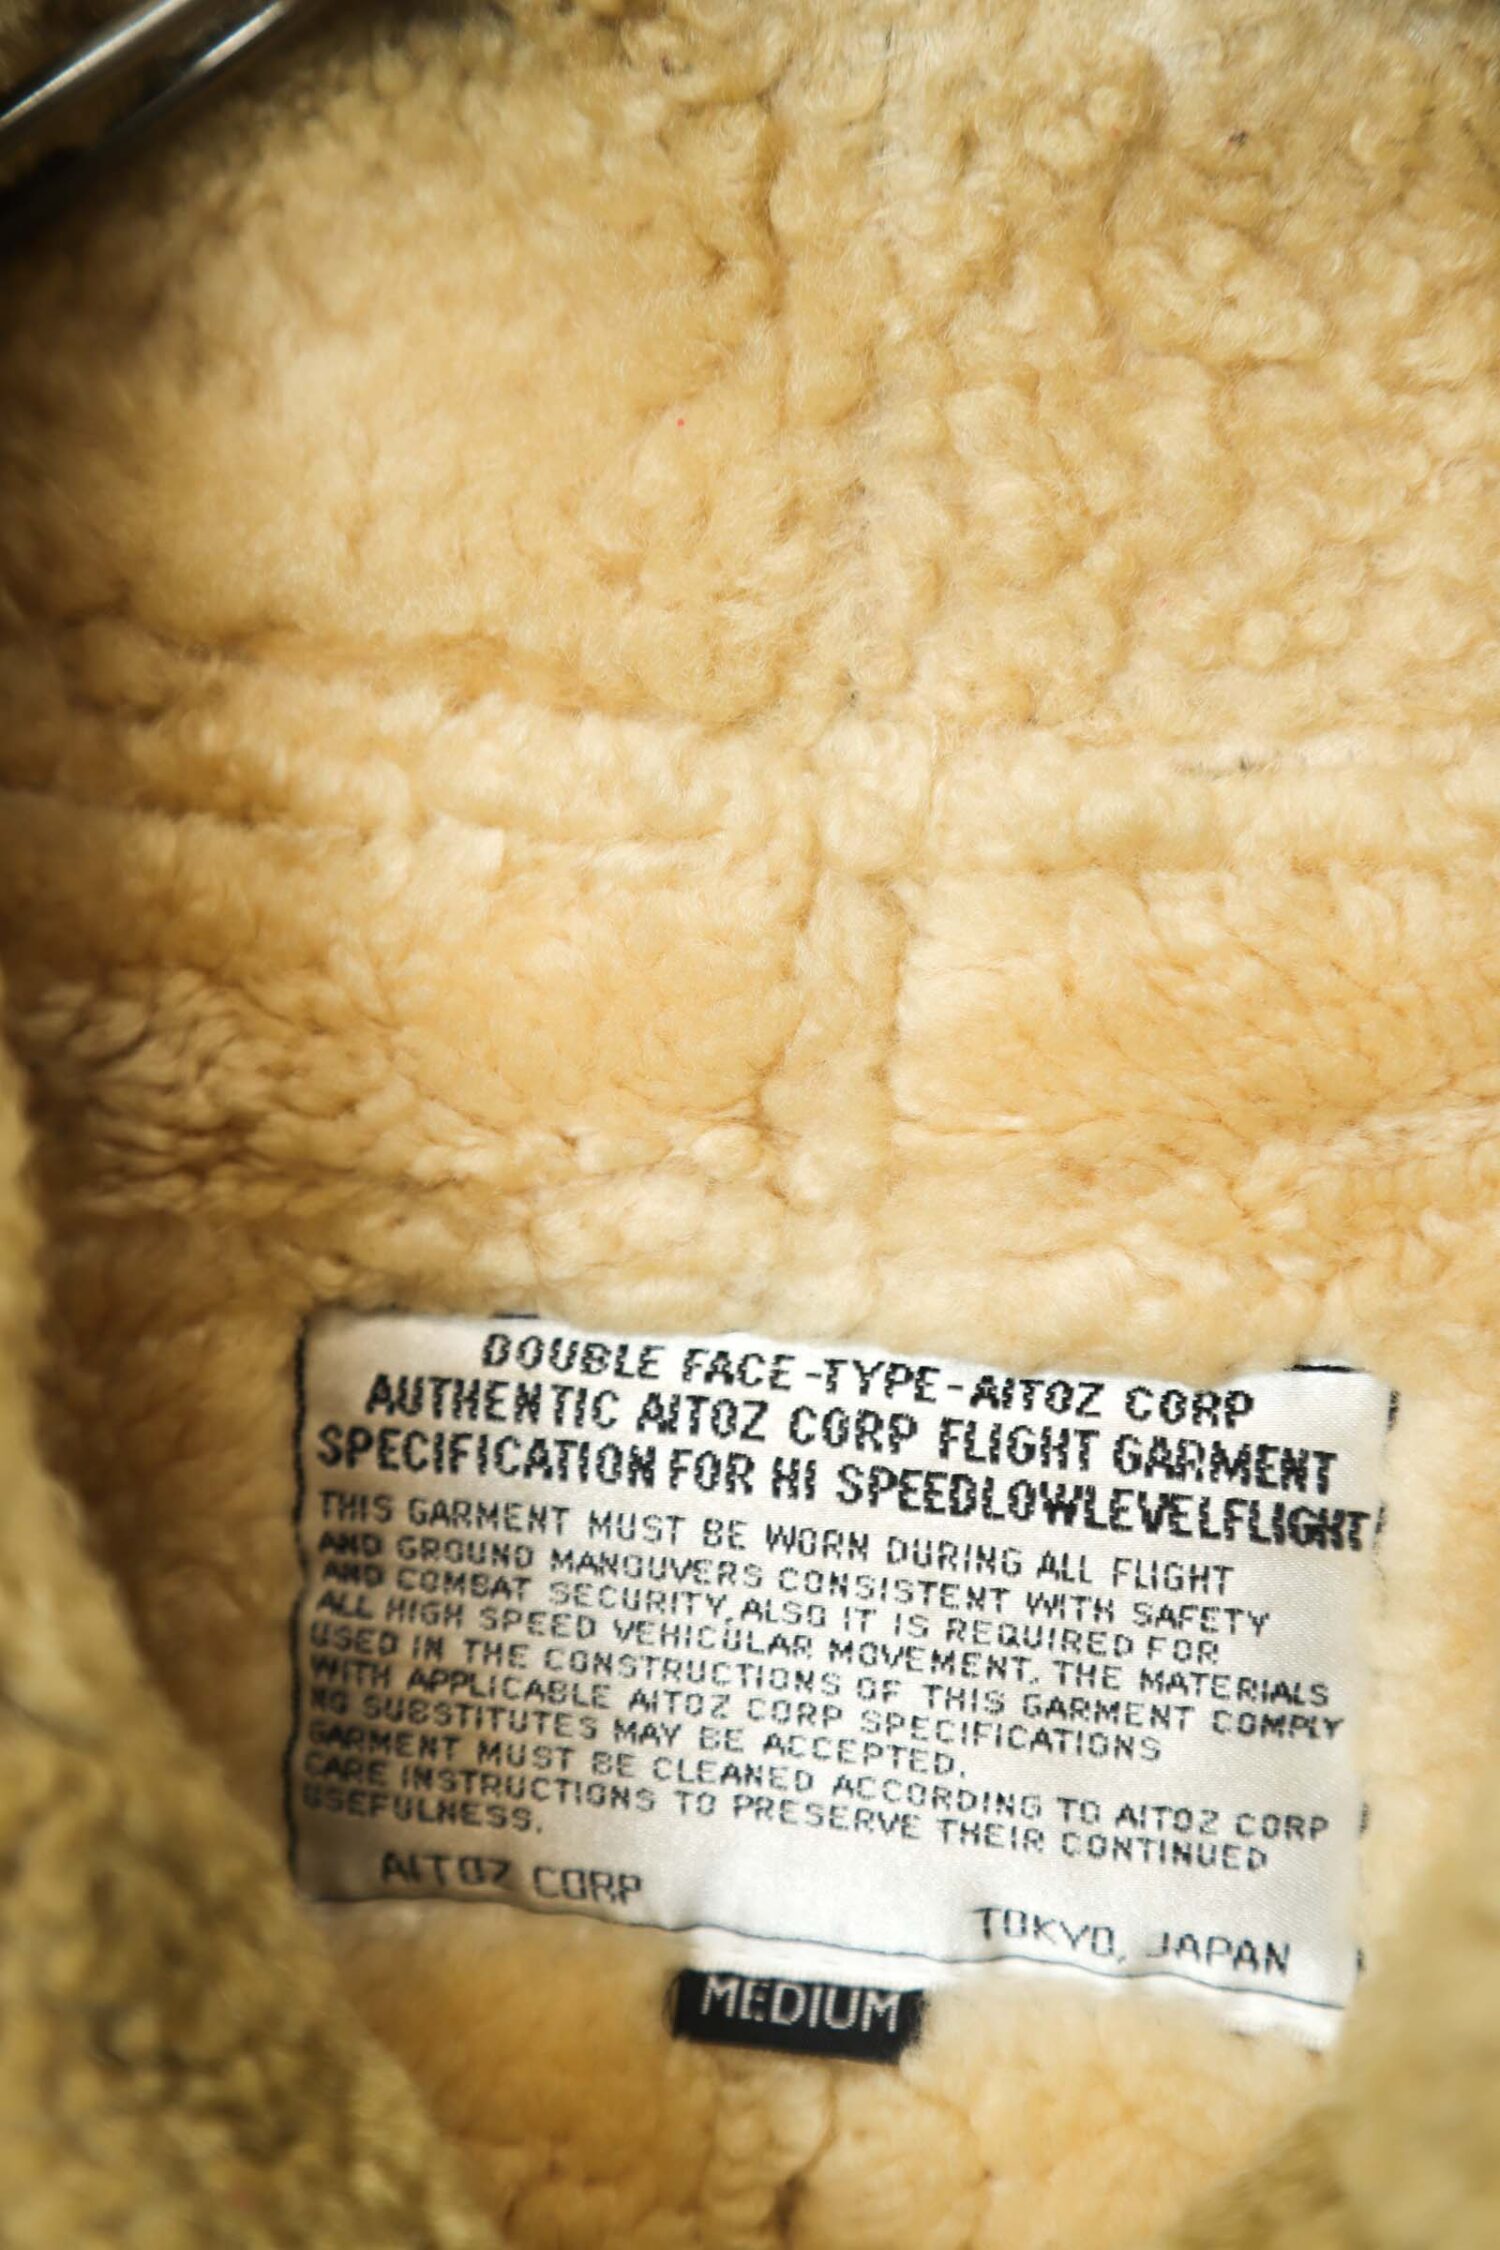 DOUBLE FACE-TYPE-AITOZ CORP
AUTHENTIC AITOZ CORP FLIGHT GARMENT
SPECIFICATION FOR HI SPEEDLOWLEVELFLIGHT
THIS GARMENT MUST BE WORN DURING ALL FLIGHT
AND GROUND MANOUVERS CONSISTENT WITH SAFETY
AND COMBAT SECURITY, ALSO IT IS REQUIRED FOR
ALL HIGH SPEED VEHICULAR MOVEMENT. THE MATERIALS
USED IN THE CONSTRUCTIONS OF THIS GARMENT COMPLY
WITH APPLICABLE AITOZ CORP SPECIFICATIONS
NO SUBSTITUTES MAY BE ACCEPTED.
GARMENT MUST BE CLEANED ACCORDING TO AITOZ CORP
CARE INSTRUCTIONS TO PRESERVE THEIR CONTINUED
USEFULNESS.
AITOZ CORP
TOKYO, JAPAN
MEDIUM